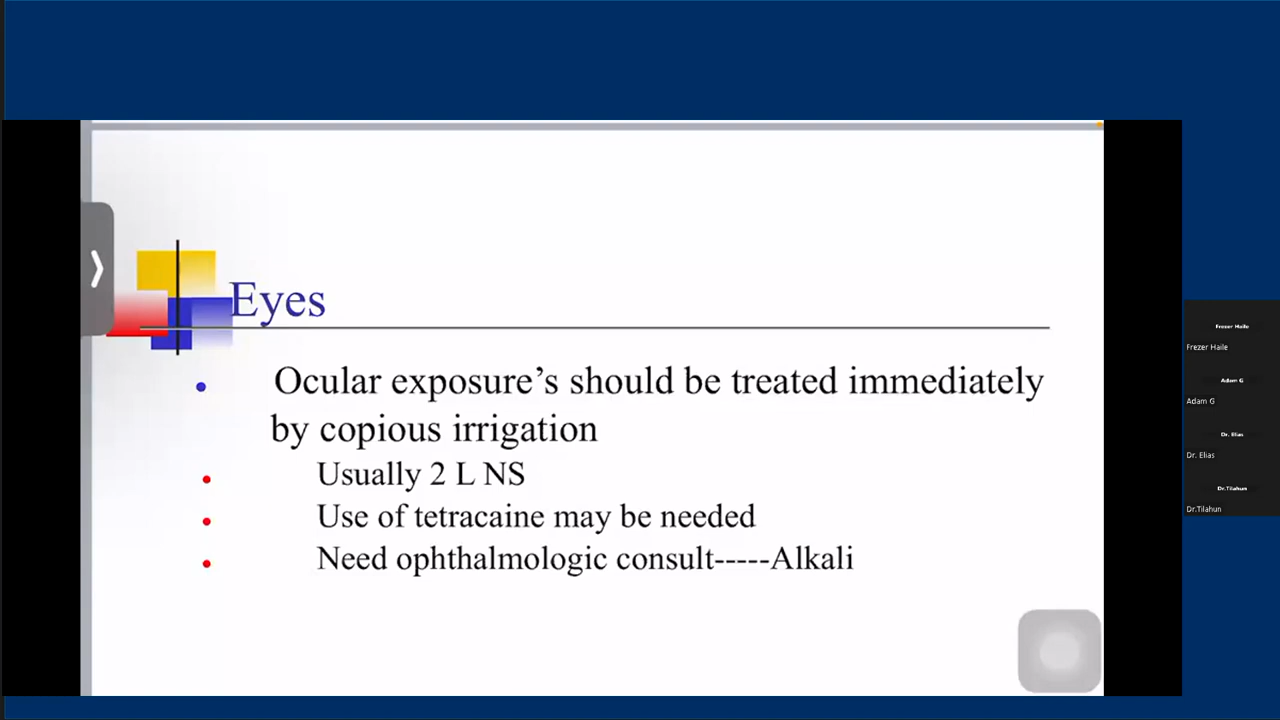 Eyes
Ocular exposure’s should be treated immediately
by copious irrigation
Usually 2 L NS
Use of tetracaine may be needed
Need ophthalmologic consult-----Alkali
Frezer Haile
Frezer Haile
Adam G
Adam G
Dr. Elias
Dr. Elias
Dr.Tilahun
Dr.Tilahun